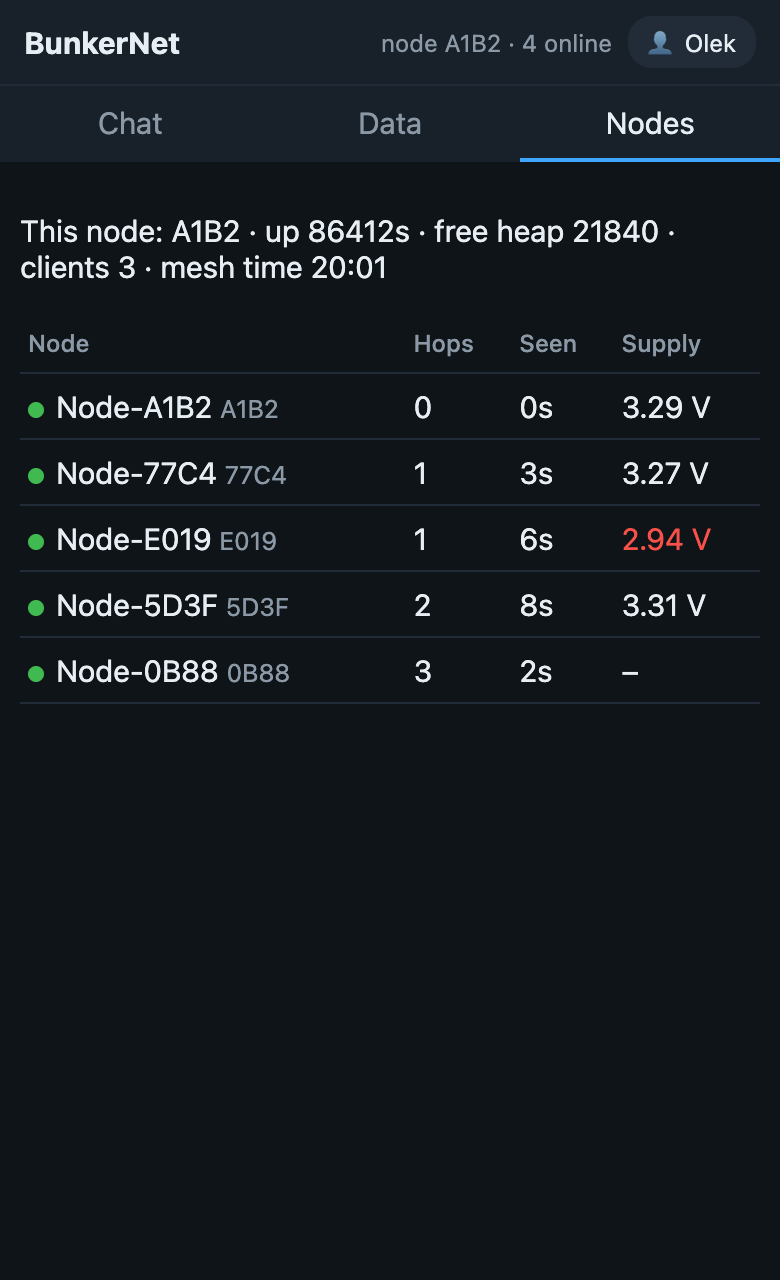 BunkerNet
node A1B2 · 4 online
Olek
Chat Data Nodes
This node: A1B2 · up 86412s · free heap 21840 ·
clients 3 · mesh time 20:01
Node Hops Seen Supply
Node-A1B2 A1B2 0 0s 3.29 V
Node-77C4 77C4 1 3s 3.27 V
Node-E019 E019 1 6s 2.94 V
Node-5D3F 5D3F 2 8s 3.31 V
Node-0B88 0B88 3 2s –